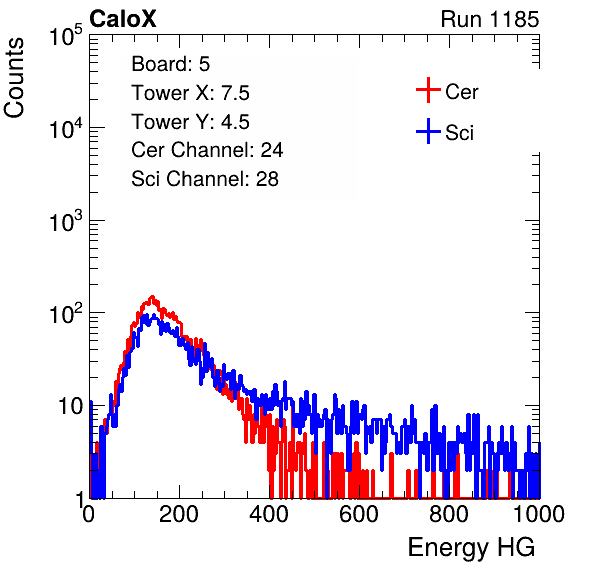 CaloX Run 1185
Counts
10^5
10^4
10^3
10^2
10
1
Board: 5
Tower X: 7.5
Tower Y: 4.5
Cer Channel: 24
Sci Channel: 28
Cer
Sci
0 200 400 600 800 1000
Energy HG